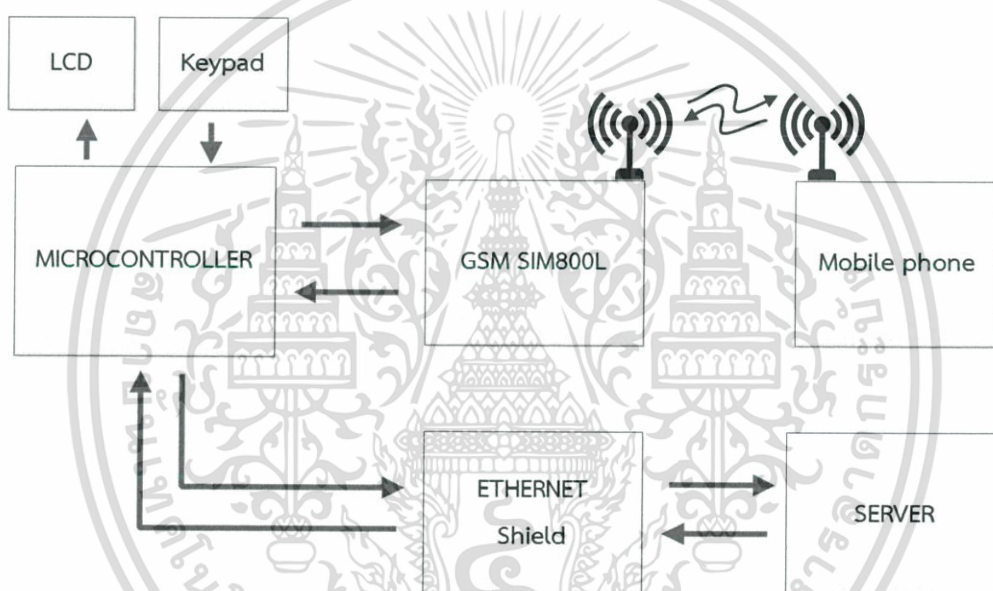 LCD
Keypad
MICROCONTROLLER
GSM SIM800L
Mobile phone
ETHERNET
Shield
SERVER